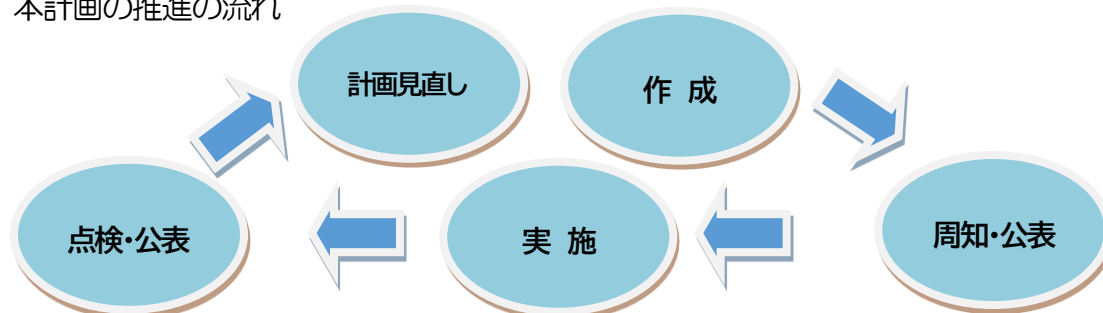 本計画の推進の流れ
計画見直し
作 成
点検・公表
実 施
周知・公表